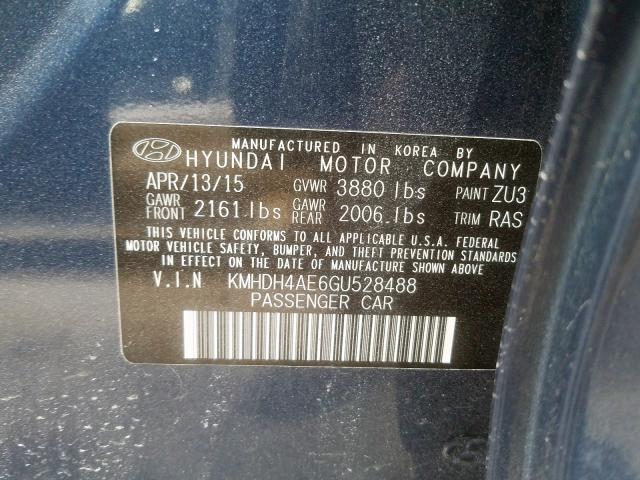 MANUFACTURED IN KOREA BY
HYUNDAI MOTOR COMPANY
APR/13/15 GVWR 3880 lbs PAINT ZU3
GAWR FRONT 2161 lbs GAWR REAR 2006.lbs TRIM RAS
THIS VEHICLE CONFORMS TO ALL APPLICABLE U.S.A. FEDERAL
MOTOR VEHICLE SAFETY, BUMPER, AND THEFT PREVENTION STANDARDS
IN EFFECT ON THE DATE OF MANUFACTURE SHOWN ABOVE
V.I.N KMHDH4AE6GU528488
PASSENGER CAR